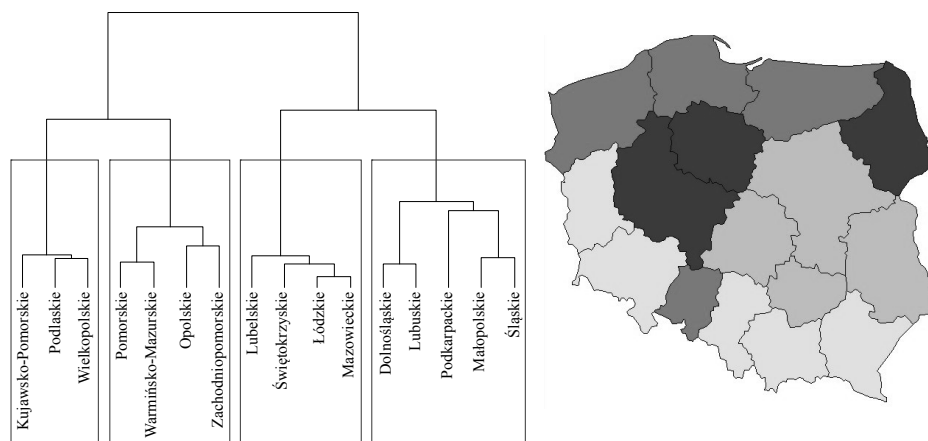 Kujawsko-Pomorskie
Podlaskie
Wielkopolskie
Pomorskie
Warmińsko-Mazurskie
Opolskie
Zachodniopomorskie
Lubelskie
Świętokrzyskie
Łódzkie
Mazowieckie
Dolnośląskie
Lubuskie
Podkarpackie
Małopolskie
Śląskie